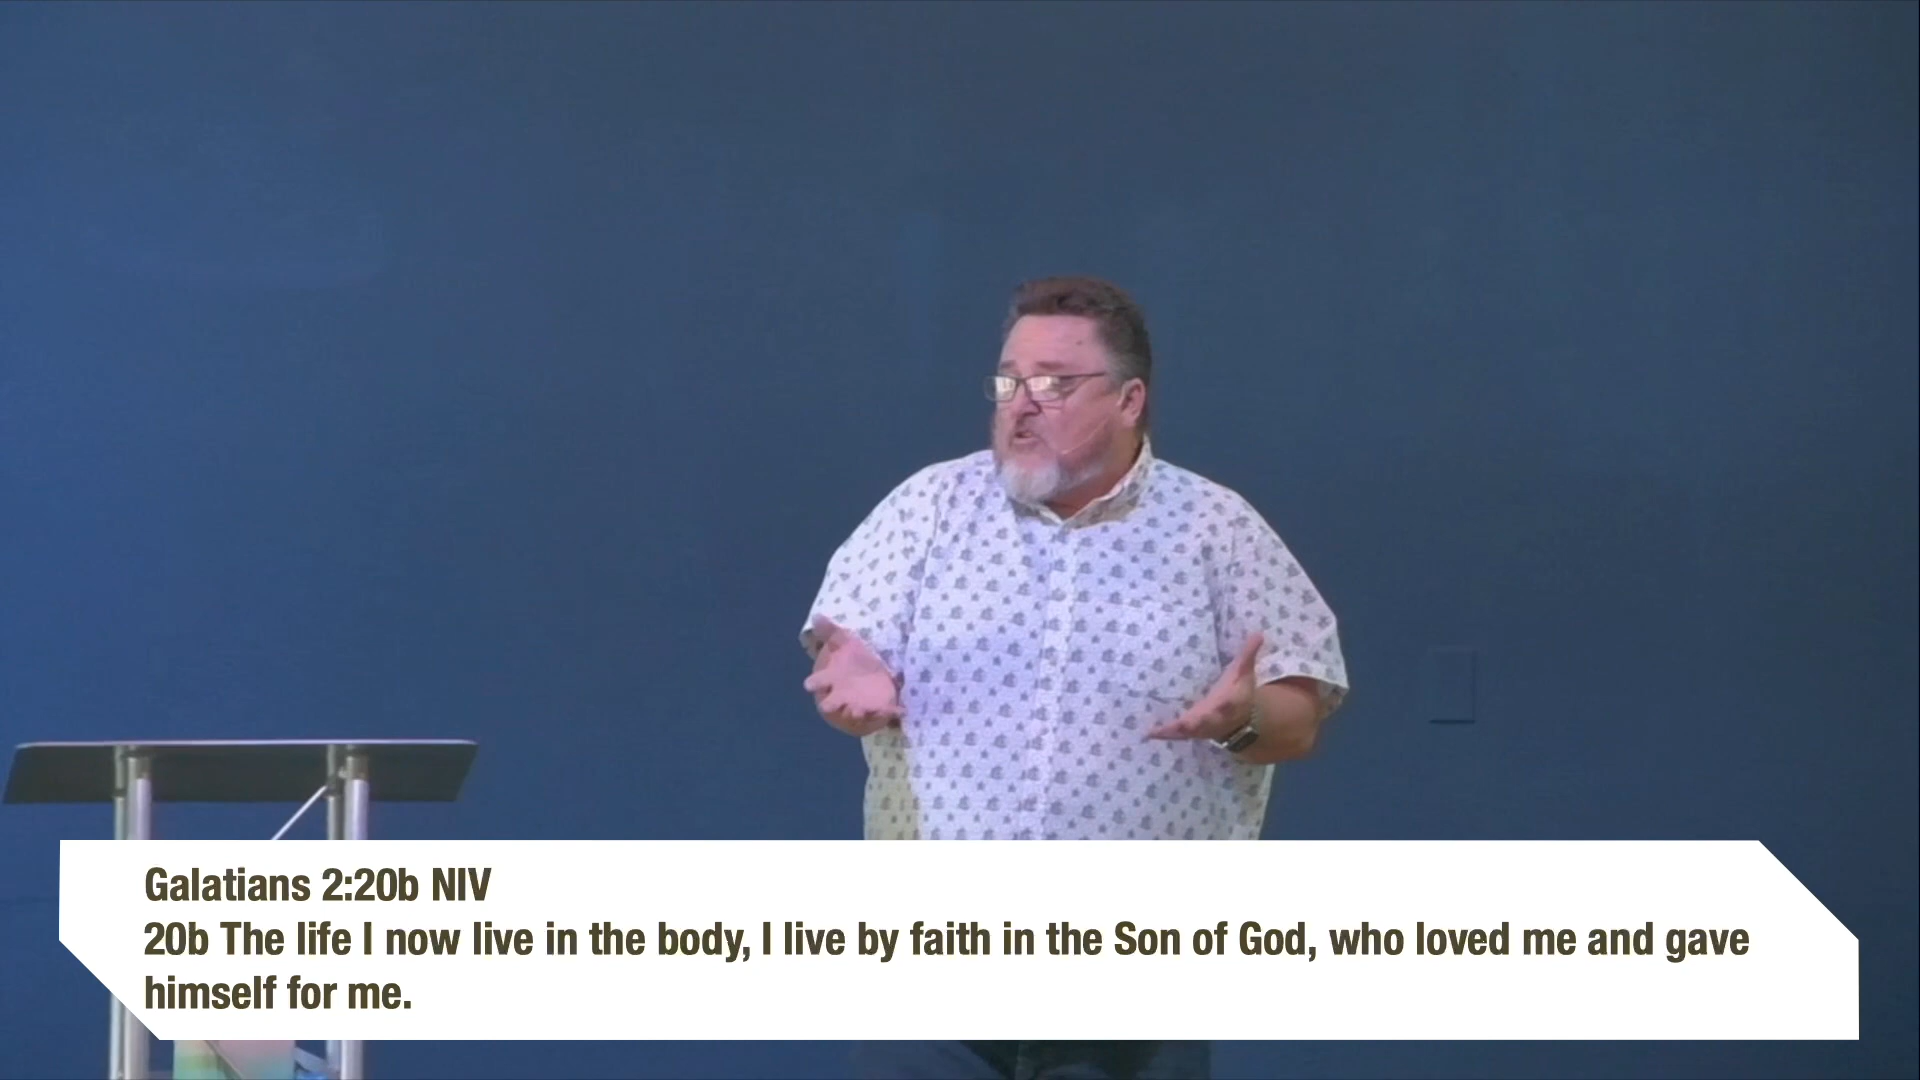 Galatians 2:20b NIV
20b The life I now live in the body, I live by faith in the Son of God, who loved me and gave
himself for me.